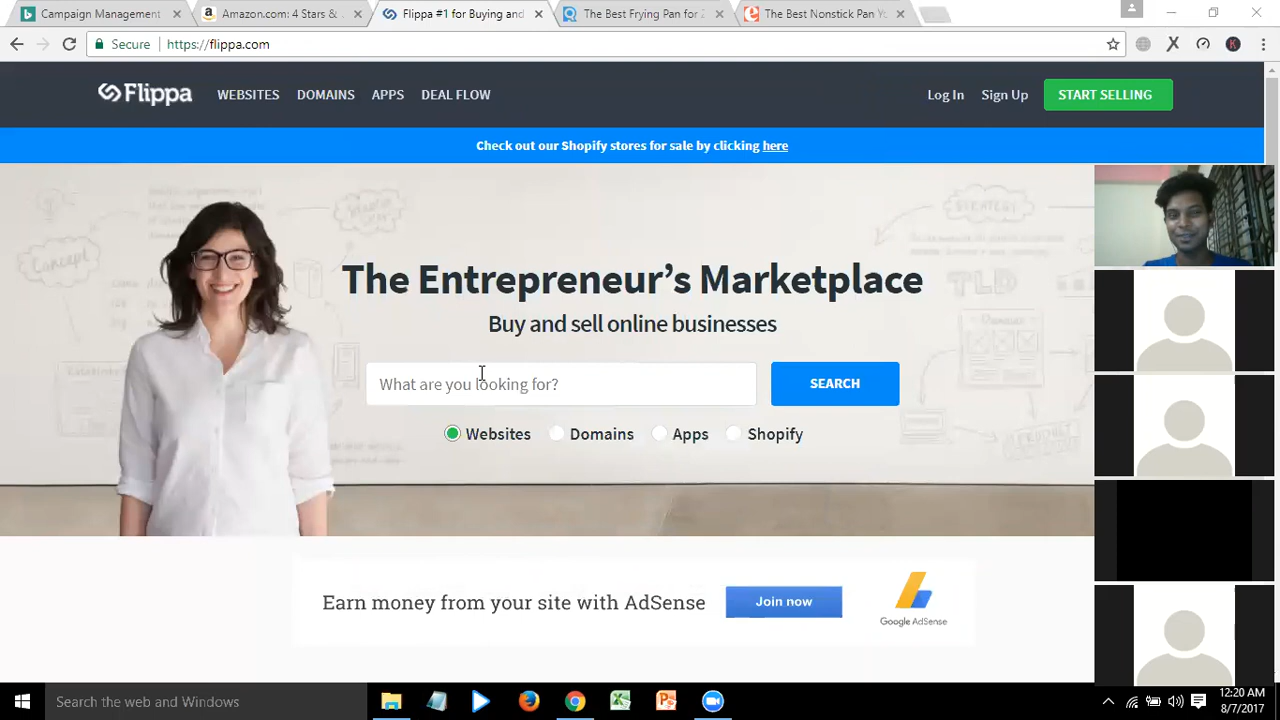 Campaign Management
Amazon.com: 4 Stars &
Flippa #1 for Buying and
The Best Frying Pan for 2
The Best Nonstick Pan Yo
Secure
https://flippa.com
Flippa
WEBSITES
DOMAINS
APPS
DEAL FLOW
Log In
Sign Up
START SELLING
Check out our Shopify stores for sale by clicking here
Concept
STRATEGY
TLD
The Entrepreneur's Marketplace
Buy and sell online businesses
What are you looking for?
SEARCH
Websites
Domains
Apps
Shopify
Earn money from your site with AdSense
Join now
Google AdSense
Search the web and Windows
12:20 AM
8/7/2017